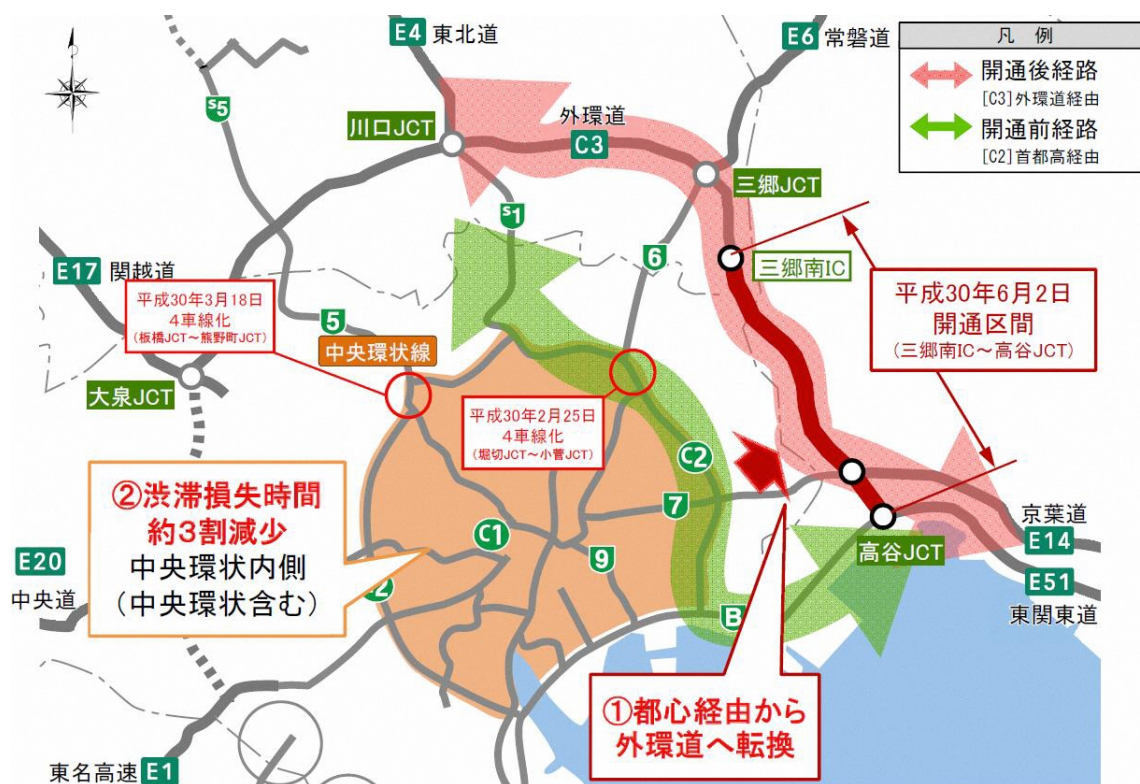 E4 東北道
E6 常磐道
凡 例
開通後経路
[C3]外環道経由
開通前経路
[C2]首都高経由
S5
川口JCT
外環道
C3
三郷JCT
S1
6
三郷南IC
E17 関越道
平成30年3月18日
4車線化
(板橋JCT～熊野町JCT)
5
中央環状線
大泉JCT
平成30年2月25日
4車線化
(堀切JCT～小菅JCT)
平成30年6月2日
開通区間
(三郷南IC～高谷JCT)
C2
7
②渋滞損失時間
約3割減少
中央環状内側
(中央環状含む)
C1
9
高谷JCT
京葉道
E14
E51
東関東道
E20
中央道
B
①都心経由から
外環道へ転換
東名高速 E1